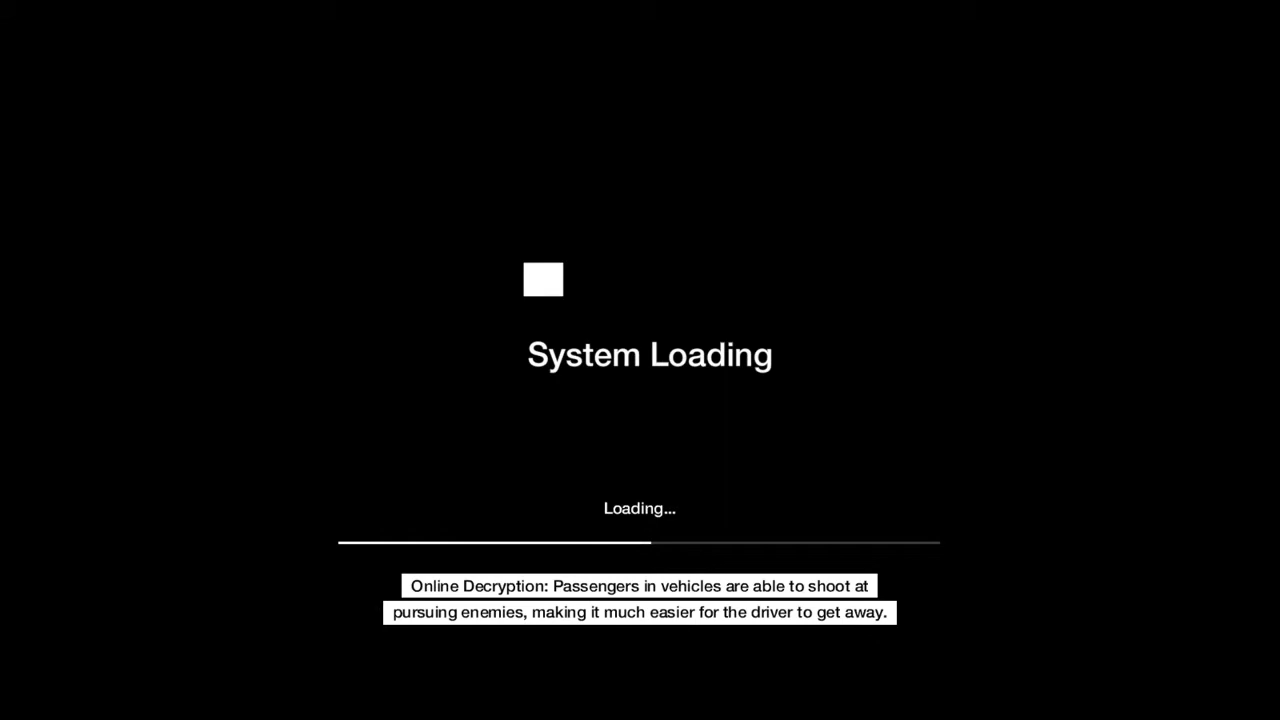 System Loading
Loading...
Online Decryption: Passengers in vehicles are able to shoot at
pursuing enemies, making it much easier for the driver to get away.